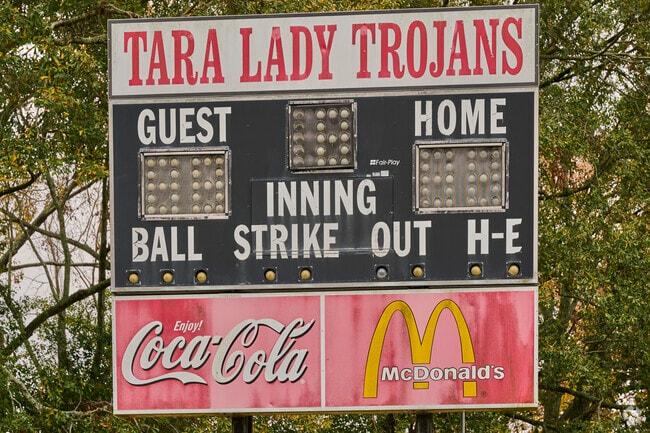 TARA LADY TROJANS
GUEST HOME
Fair-Play
INNING
BALL STRIKE OUT H-E
Enjoy!
Coca-Cola
McDonald's